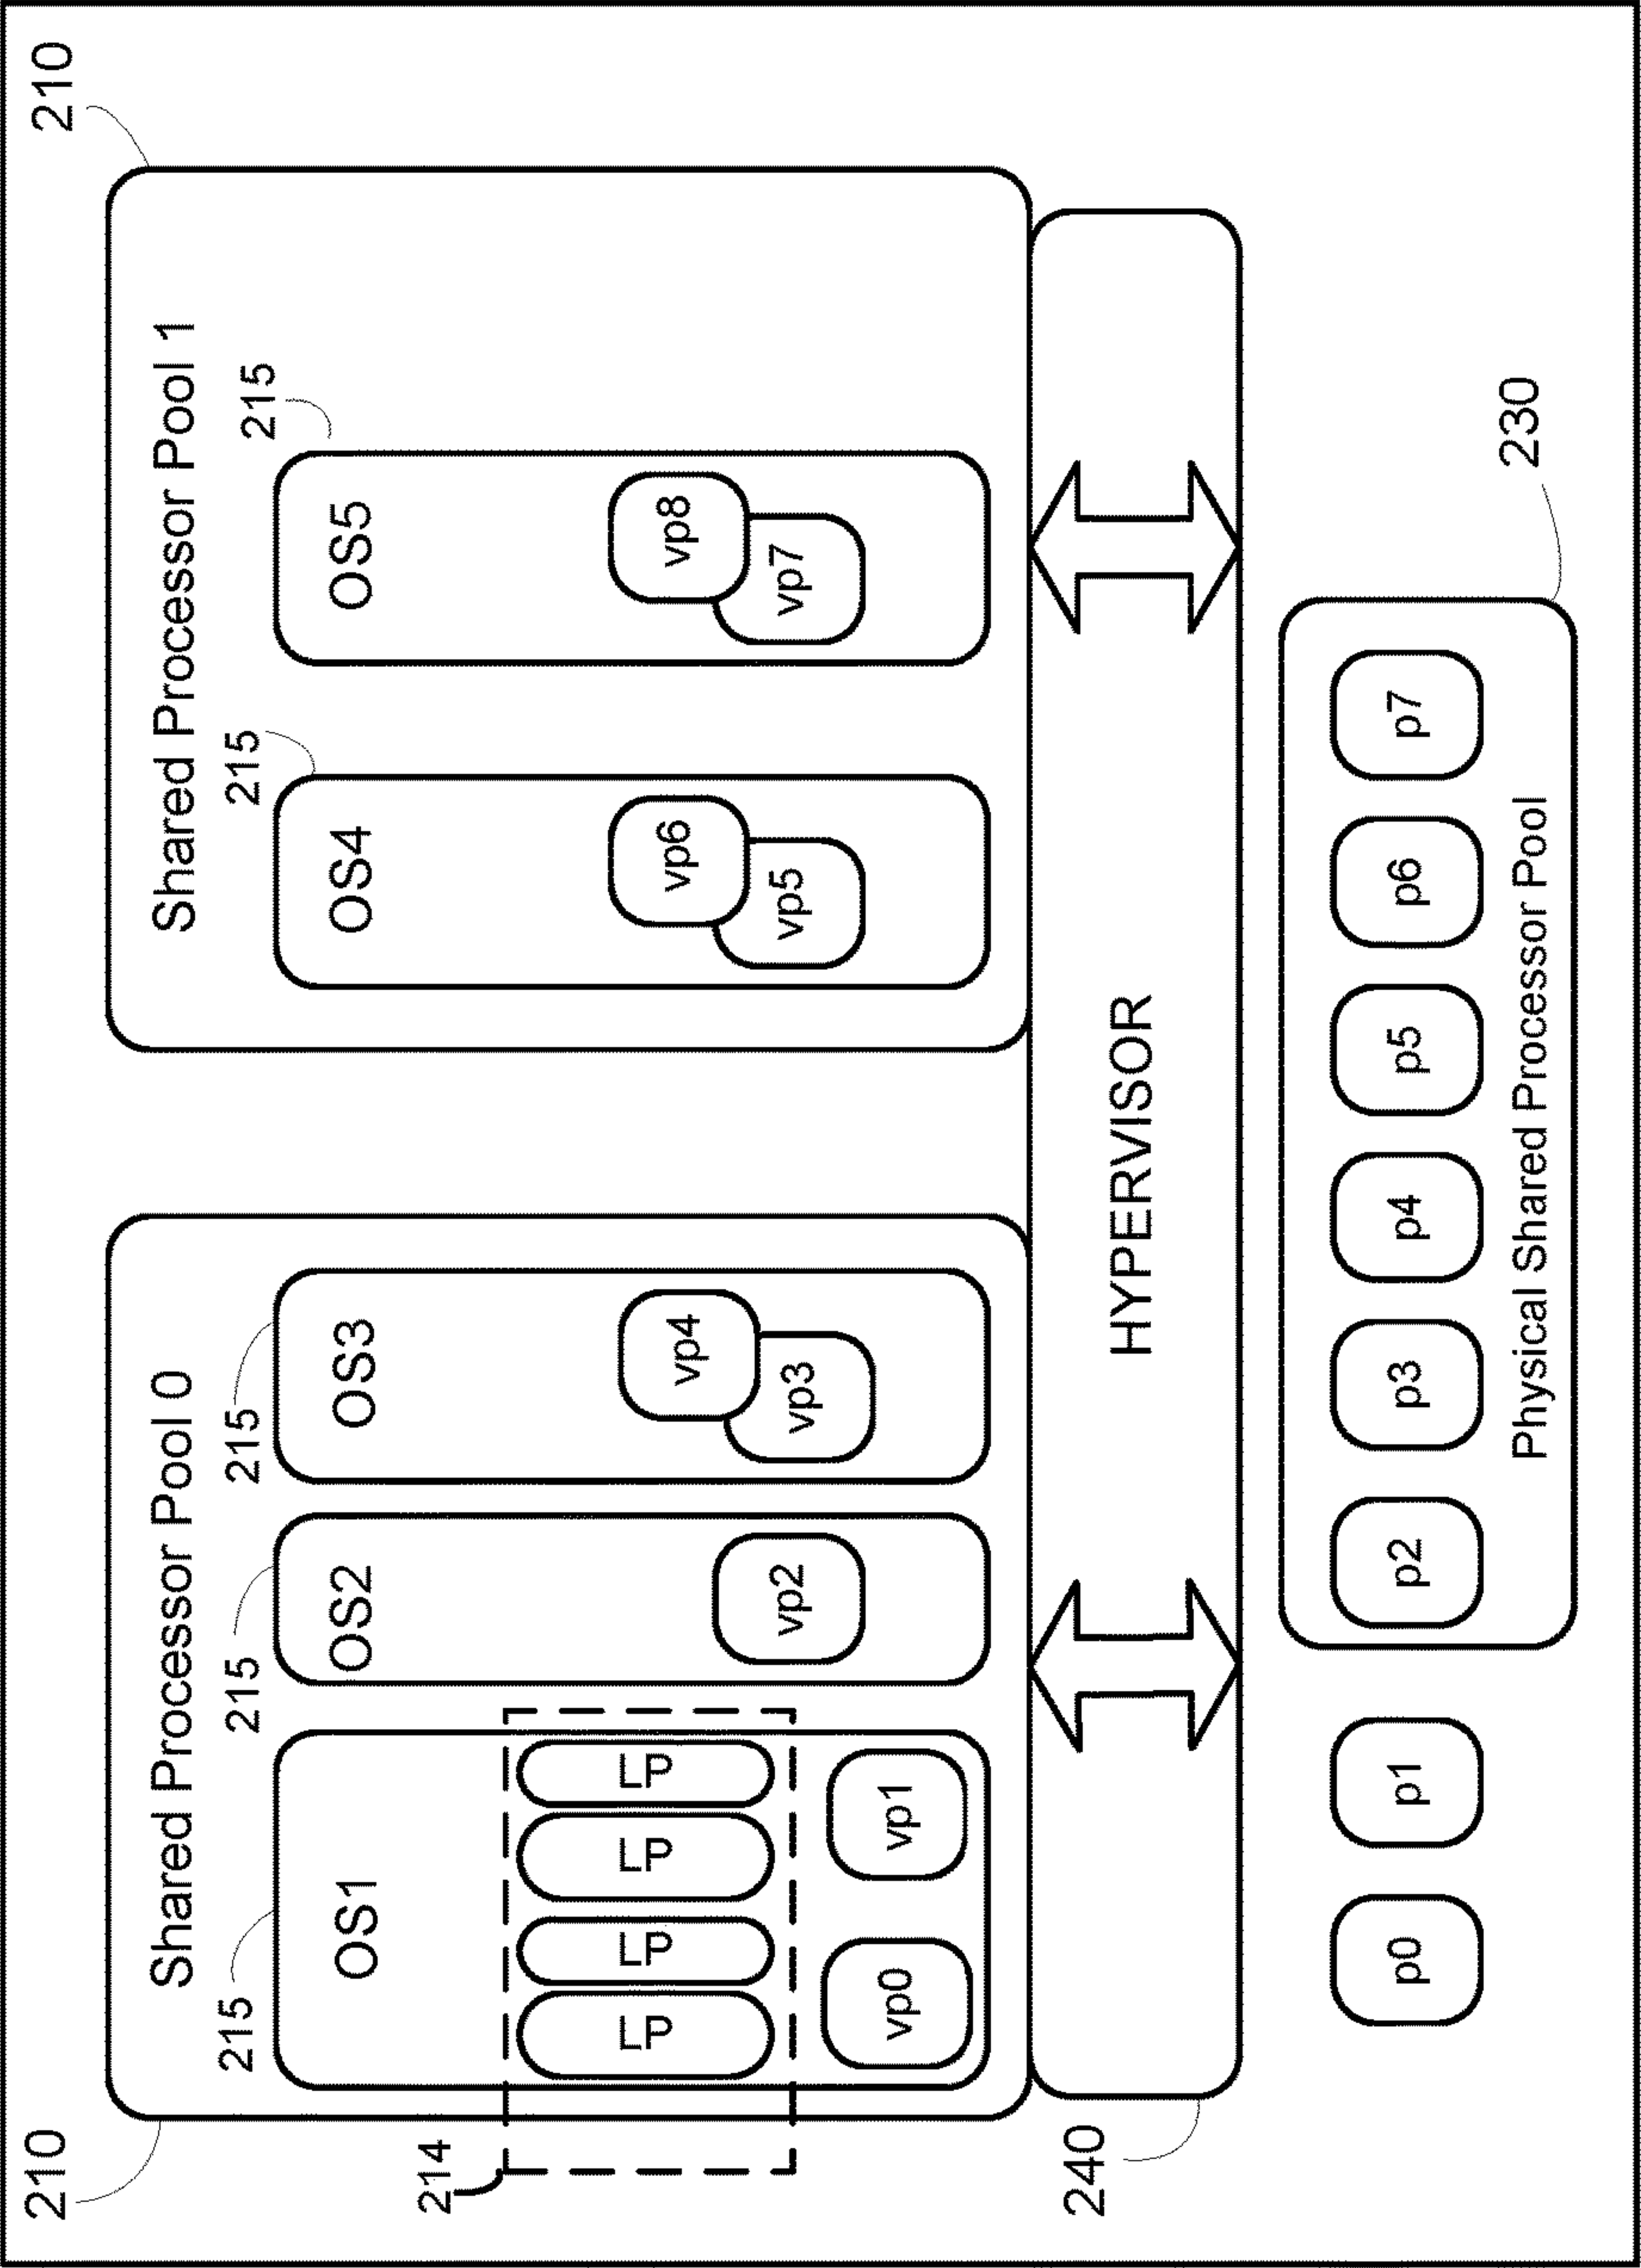 210
210
Shared Processor Pool 0
Shared Processor Pool 1
215
215
215
215
215
OS1
OS2
OS3
OS4
OS5
214
LP
LP
LP
LP
vp4
vp6
vp8
vp2
vp3
vp5
vp7
vp0
vp1
240
HYPERVISOR
230
p0
p1
p2
p3
p4
p5
p6
p7
Physical Shared Processor Pool